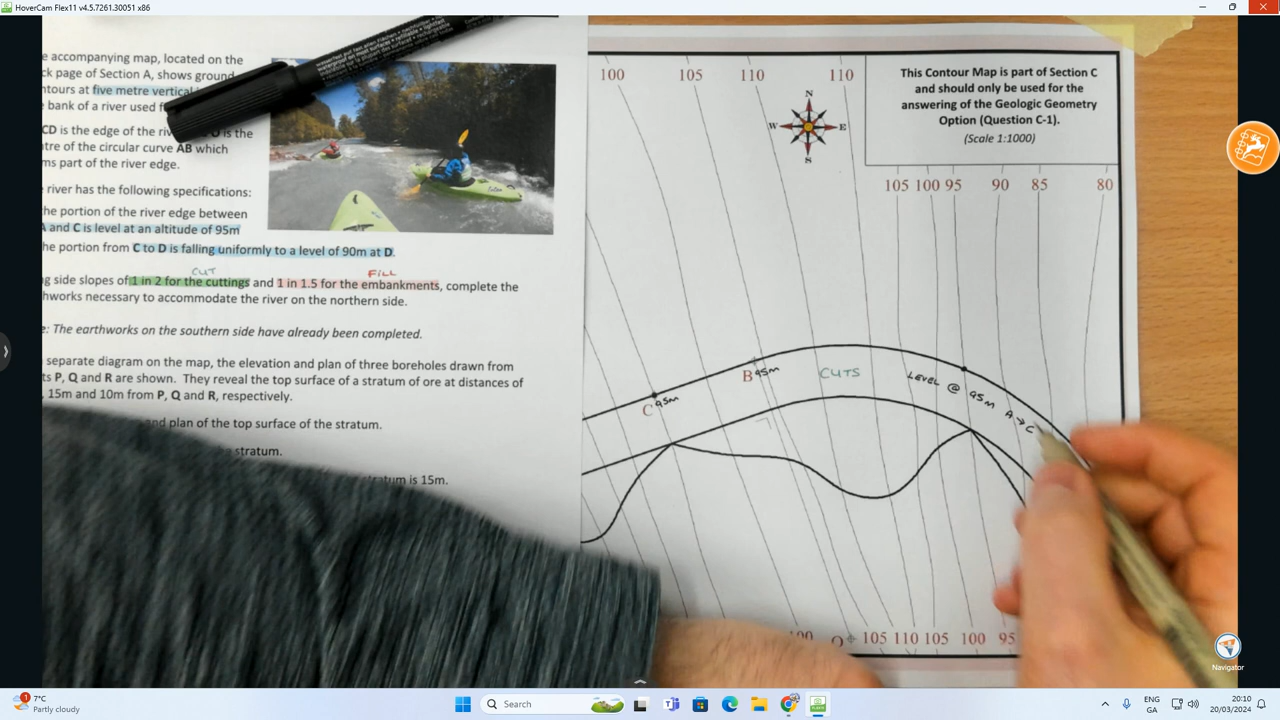 HoverCam Flex11 v4.5.7261.30051 x86
e accompanying map, located on the
ck page of Section A, shows ground
ntours at five metre vertical
bank of a river used f
CD is the edge of the riv O is the
tre of the circular curve AB which
ms part of the river edge.
river has the following specifications:
he portion of the river edge between
A and C is level at an altitude of 95m
he portion from C to D is falling uniformly to a level of 90m at D.
CUT
FILL
g side slopes of 1 in 2 for the cuttings and 1 in 1.5 for the embankments, complete the
hworks necessary to accommodate the river on the northern side.
e: The earthworks on the southern side have already been completed.
separate diagram on the map, the elevation and plan of three boreholes drawn from
ts P, Q and R are shown. They reveal the top surface of a stratum of ore at distances of
, 15m and 10m from P, Q and R, respectively.
and plan of the top surface of the stratum.
e stratum.
ratum is 15m.
100 105 110 110
This Contour Map is part of Section C
and should only be used for the
answering of the Geologic Geometry
Option (Question C-1).
(Scale 1:1000)
N
W E
S
105 100 95 90 85 80
B 95m
CUTS
LEVEL @ 95m A→C
C 95m
100 O 105 110 105 100 95
Navigator
1
7°C
Partly cloudy
Search
ENG
GA
20:10
20/03/2024